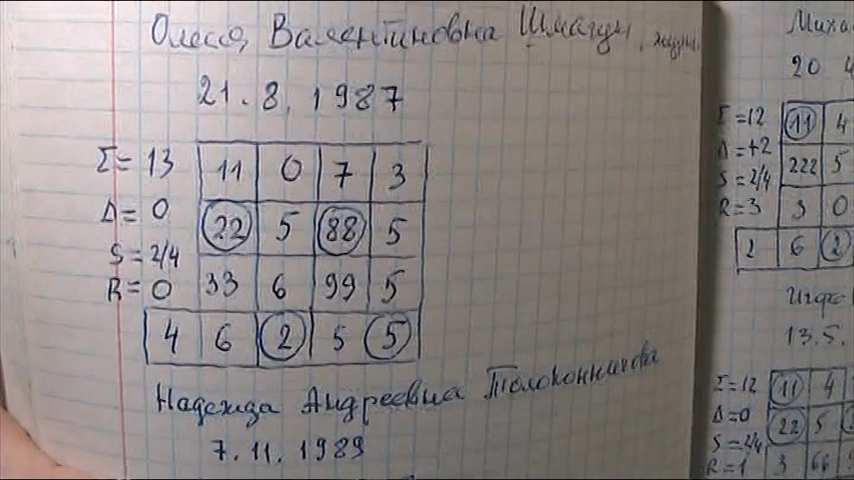 Олеся Валентиновна Шмагун,
21.8.1987
Σ = 13 11 0 7 3
Δ = 0 22 5 88 5
S = 2/4
R = 0 33 6 99 5
4 6 2 5 5
Надежда Андреевна Толоконникова
7.11.1989
Миха
20 4
Σ = 12 11 4
Δ = +2 222 5
S = 2/4
R = 3 3 0
2 6 2
13.5.
Σ = 12 11 4
Δ = 0 22 5
S = 2/4
R = 1 3 66